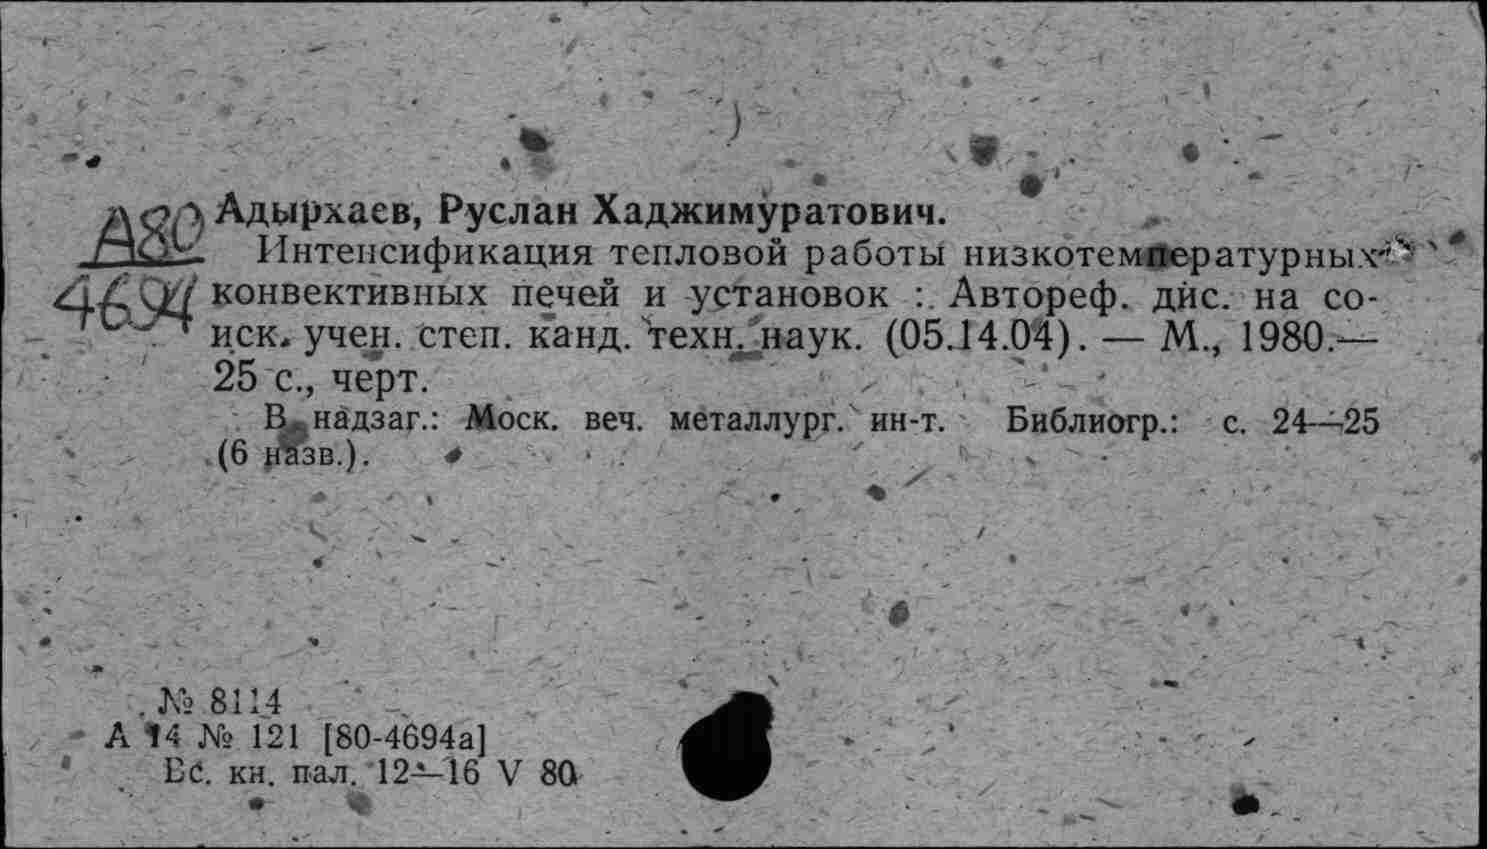 А80
4694
Адырхаев, Руслан Хаджимуратович.
Интенсификация тепловой работы низкотемпературных
конвективных печей и установок : Автореф. дис. на со-
иск. учен. степ. канд. техн. наук. (05.14.04). — М., 1980.—
25 с., черт.
В надзаг.: Моск. веч. металлург. ин-т. Библиогр.: с. 24—25
(6 назв.).
№ 8114
А 14 № 121 [80-4694а]
Вс. кн. пал. 12—16 V 80